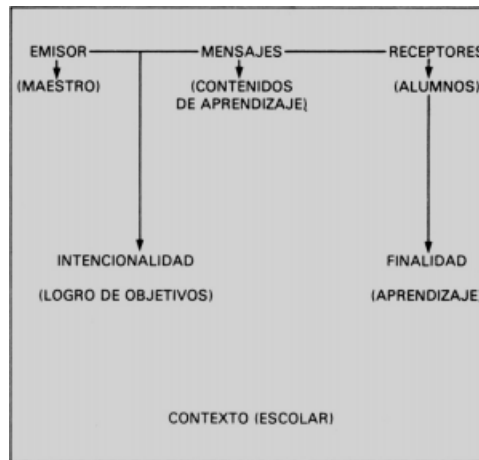 EMISOR MENSAJES RECEPTORES
(MAESTRO) (CONTENIDOS DE APRENDIZAJE) (ALUMNOS)
INTENCIONALIDAD FINALIDAD
(LOGRO DE OBJETIVOS) (APRENDIZAJE)
CONTEXTO (ESCOLAR)